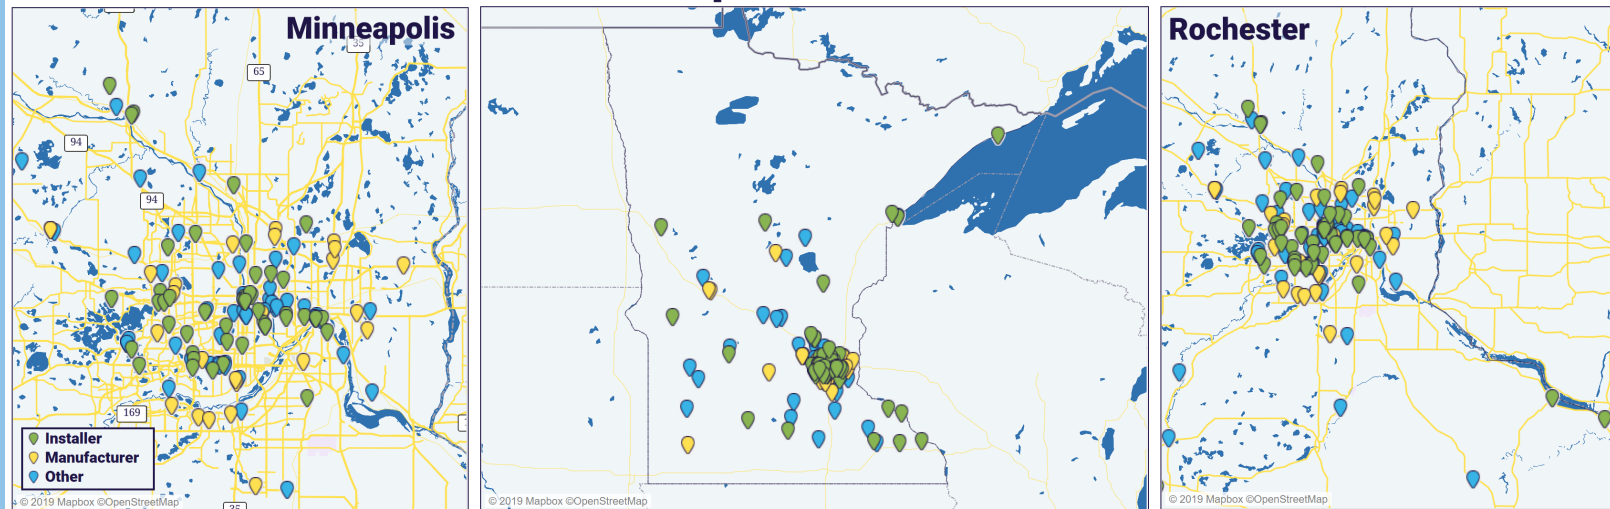 Minneapolis
35
65
94
94
169
Installer
Manufacturer
Other
© 2019 Mapbox ©OpenStreetMap
35
© 2019 Mapbox ©OpenStreetMap
Rochester
© 2019 Mapbox ©OpenStreetMap